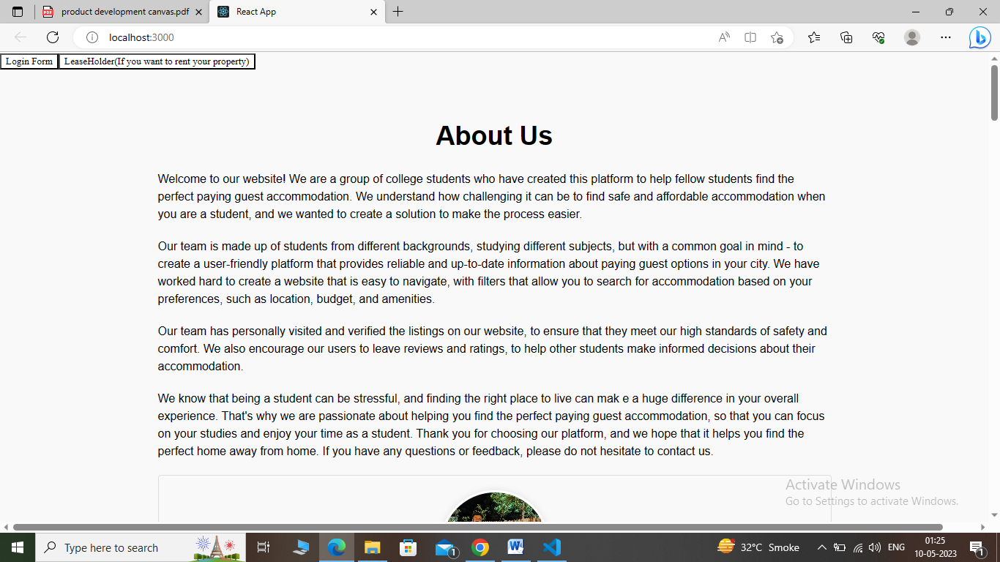 product development canvas.pdf
React App
localhost:3000
Login Form
LeaseHolder(If you want to rent your property)
About Us
Welcome to our website! We are a group of college students who have created this platform to help fellow students find the
perfect paying guest accommodation. We understand how challenging it can be to find safe and affordable accommodation when
you are a student, and we wanted to create a solution to make the process easier.
Our team is made up of students from different backgrounds, studying different subjects, but with a common goal in mind - to
create a user-friendly platform that provides reliable and up-to-date information about paying guest options in your city. We have
worked hard to create a website that is easy to navigate, with filters that allow you to search for accommodation based on your
preferences, such as location, budget, and amenities.
Our team has personally visited and verified the listings on our website, to ensure that they meet our high standards of safety and
comfort. We also encourage our users to leave reviews and ratings, to help other students make informed decisions about their
accommodation.
We know that being a student can be stressful, and finding the right place to live can mak e a huge difference in your overall
experience. That's why we are passionate about helping you find the perfect paying guest accommodation, so that you can focus
on your studies and enjoy your time as a student. Thank you for choosing our platform, and we hope that it helps you find the
perfect home away from home. If you have any questions or feedback, please do not hesitate to contact us.
Activate Windows
Go to Settings to activate Windows.
Type here to search
1
32°C Smoke
ENG
01:25
10-05-2023
1